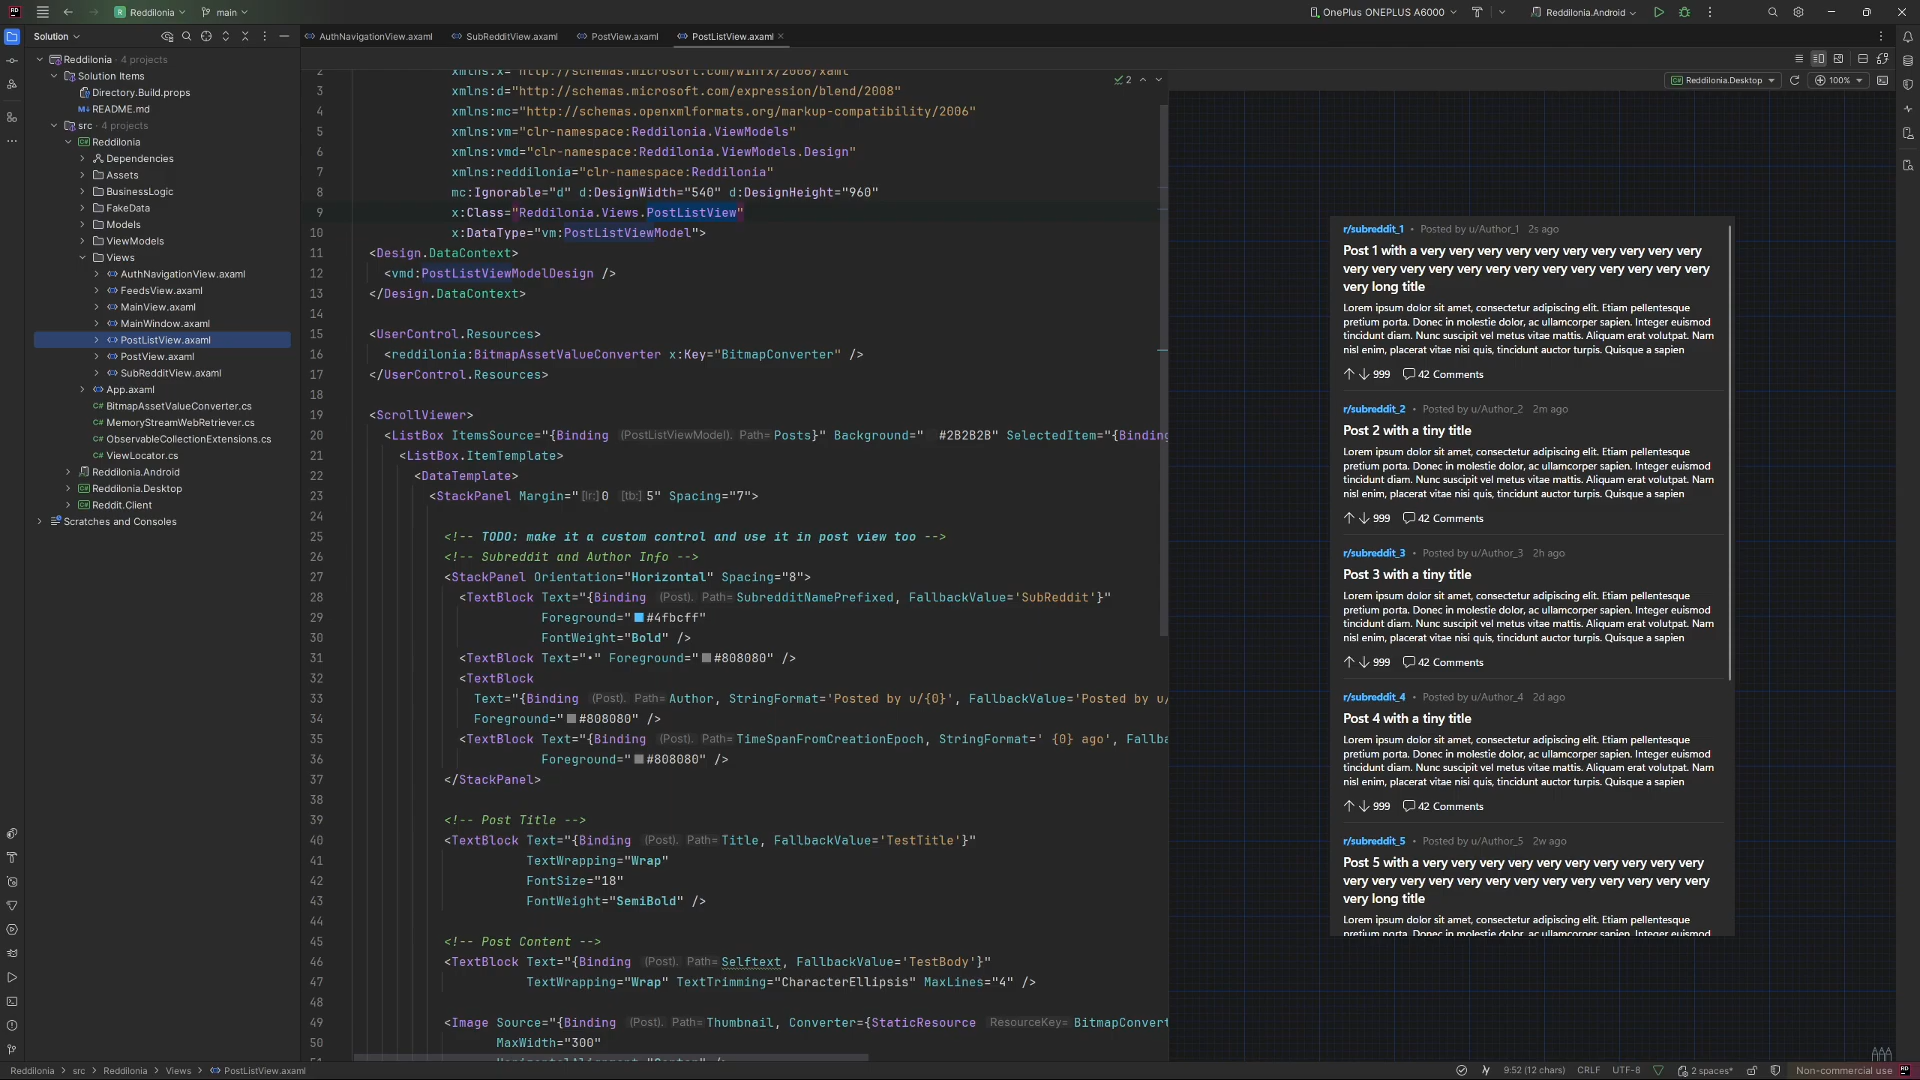 Reddilonia
main
OnePlus ONEPLUS A6000
Reddilonia.Android
Solution
AuthNavigationView.axaml
SubRedditView.axaml
PostView.axaml
PostListView.axaml
Reddilonia · 4 projects
Solution Items
Directory.Build.props
README.md
src · 4 projects
Reddilonia
Dependencies
Assets
BusinessLogic
FakeData
Models
ViewModels
Views
AuthNavigationView.axaml
FeedsView.axaml
MainView.axaml
MainWindow.axaml
PostListView.axaml
PostView.axaml
SubRedditView.axaml
App.axaml
BitmapAssetValueConverter.cs
MemoryStreamWebRetriever.cs
ObservableCollectionExtensions.cs
ViewLocator.cs
Reddilonia.Android
Reddilonia.Desktop
Reddit.Client
Scratches and Consoles
2 xmlns:x="http://schemas.microsoft.com/winfx/2006/xaml"
3 xmlns:d="http://schemas.microsoft.com/expression/blend/2008"
4 xmlns:mc="http://schemas.openxmlformats.org/markup-compatibility/2006"
5 xmlns:vm="clr-namespace:Reddilonia.ViewModels"
6 xmlns:vmd="clr-namespace:Reddilonia.ViewModels.Design"
7 xmlns:reddilonia="clr-namespace:Reddilonia"
8 mc:Ignorable="d" d:DesignWidth="540" d:DesignHeight="960"
9 x:Class="Reddilonia.Views.PostListView"
10 x:DataType="vm:PostListViewModel">
11 <Design.DataContext>
12 <vmd:PostListViewModelDesign />
13 </Design.DataContext>
14
15 <UserControl.Resources>
16 <reddilonia:BitmapAssetValueConverter x:Key="BitmapConverter" />
17 </UserControl.Resources>
18
19 <ScrollViewer>
20 <ListBox ItemsSource="{Binding (PostListViewModel). Path= Posts}" Background=" #2B2B2B" SelectedItem="{Binding
21 <ListBox.ItemTemplate>
22 <DataTemplate>
23 <StackPanel Margin="[lr:]0 [tb:] 5" Spacing="7">
24
25 <!-- TODO: make it a custom control and use it in post view too -->
26 <!-- Subreddit and Author Info -->
27 <StackPanel Orientation="Horizontal" Spacing="8">
28 <TextBlock Text="{Binding (Post). Path= SubredditNamePrefixed, FallbackValue='SubReddit'}"
29 Foreground="#4fbcff"
30 FontWeight="Bold" />
31 <TextBlock Text="•" Foreground="#808080" />
32 <TextBlock
33 Text="{Binding (Post). Path= Author, StringFormat='Posted by u/{0}', FallbackValue='Posted by u/
34 Foreground="#808080" />
35 <TextBlock Text="{Binding (Post). Path= TimeSpanFromCreationEpoch, StringFormat=' {0} ago', Fallba
36 Foreground="#808080" />
37 </StackPanel>
38
39 <!-- Post Title -->
40 <TextBlock Text="{Binding (Post). Path= Title, FallbackValue='TestTitle'}"
41 TextWrapping="Wrap"
42 FontSize="18"
43 FontWeight="SemiBold" />
44
45 <!-- Post Content -->
46 <TextBlock Text="{Binding (Post). Path= Selftext, FallbackValue='TestBody'}"
47 TextWrapping="Wrap" TextTrimming="CharacterEllipsis" MaxLines="4" />
48
49 <Image Source="{Binding (Post). Path= Thumbnail, Converter={StaticResource ResourceKey= BitmapConvert
50 MaxWidth="300"
2
Reddilonia.Desktop
100%
r/subreddit_1 • Posted by u/Author_1 2s ago
Post 1 with a very very very very very very very very very very
very very very very very very very very very very very very very
very long title
Lorem ipsum dolor sit amet, consectetur adipiscing elit. Etiam pellentesque
pretium porta. Donec in molestie dolor, ac ullamcorper sapien. Integer euismod
tincidunt diam. Nunc suscipit vel metus vitae mattis. Aliquam erat volutpat. Nam
nisl enim, placerat vitae nisi quis, tincidunt auctor turpis. Quisque a sapien
999 42 Comments
r/subreddit_2 • Posted by u/Author_2 2m ago
Post 2 with a tiny title
Lorem ipsum dolor sit amet, consectetur adipiscing elit. Etiam pellentesque
pretium porta. Donec in molestie dolor, ac ullamcorper sapien. Integer euismod
tincidunt diam. Nunc suscipit vel metus vitae mattis. Aliquam erat volutpat. Nam
nisl enim, placerat vitae nisi quis, tincidunt auctor turpis. Quisque a sapien
999 42 Comments
r/subreddit_3 • Posted by u/Author_3 2h ago
Post 3 with a tiny title
Lorem ipsum dolor sit amet, consectetur adipiscing elit. Etiam pellentesque
pretium porta. Donec in molestie dolor, ac ullamcorper sapien. Integer euismod
tincidunt diam. Nunc suscipit vel metus vitae mattis. Aliquam erat volutpat. Nam
nisl enim, placerat vitae nisi quis, tincidunt auctor turpis. Quisque a sapien
999 42 Comments
r/subreddit_4 • Posted by u/Author_4 2d ago
Post 4 with a tiny title
Lorem ipsum dolor sit amet, consectetur adipiscing elit. Etiam pellentesque
pretium porta. Donec in molestie dolor, ac ullamcorper sapien. Integer euismod
tincidunt diam. Nunc suscipit vel metus vitae mattis. Aliquam erat volutpat. Nam
nisl enim, placerat vitae nisi quis, tincidunt auctor turpis. Quisque a sapien
999 42 Comments
r/subreddit_5 • Posted by u/Author_5 2w ago
Post 5 with a very very very very very very very very very very
very very very very very very very very very very very very very
very long title
Lorem ipsum dolor sit amet, consectetur adipiscing elit. Etiam pellentesque
pretium porta. Donec in molestie dolor, ac ullamcorper sapien. Integer euismod
Reddilonia > src > Reddilonia > Views > PostListView.axaml
9:52 (12 chars) CRLF UTF-8 2 spaces* Non-commercial use